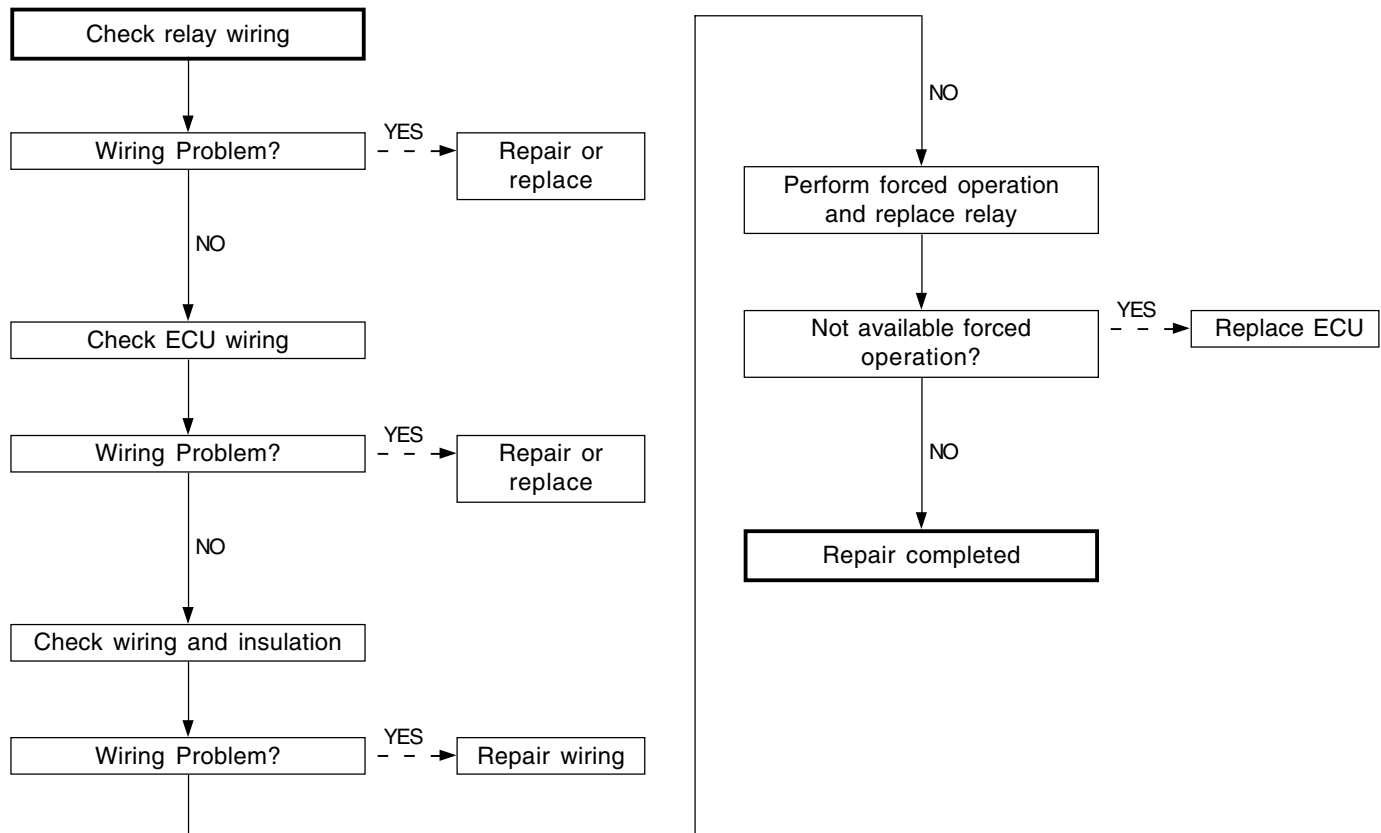 Check relay wiring
Wiring Problem?
YES
Repair or
replace
NO
Check ECU wiring
Wiring Problem?
YES
Repair or
replace
NO
Check wiring and insulation
Wiring Problem?
YES
Repair wiring
NO
Perform forced operation
and replace relay
Not available forced
operation?
YES
Replace ECU
NO
Repair completed